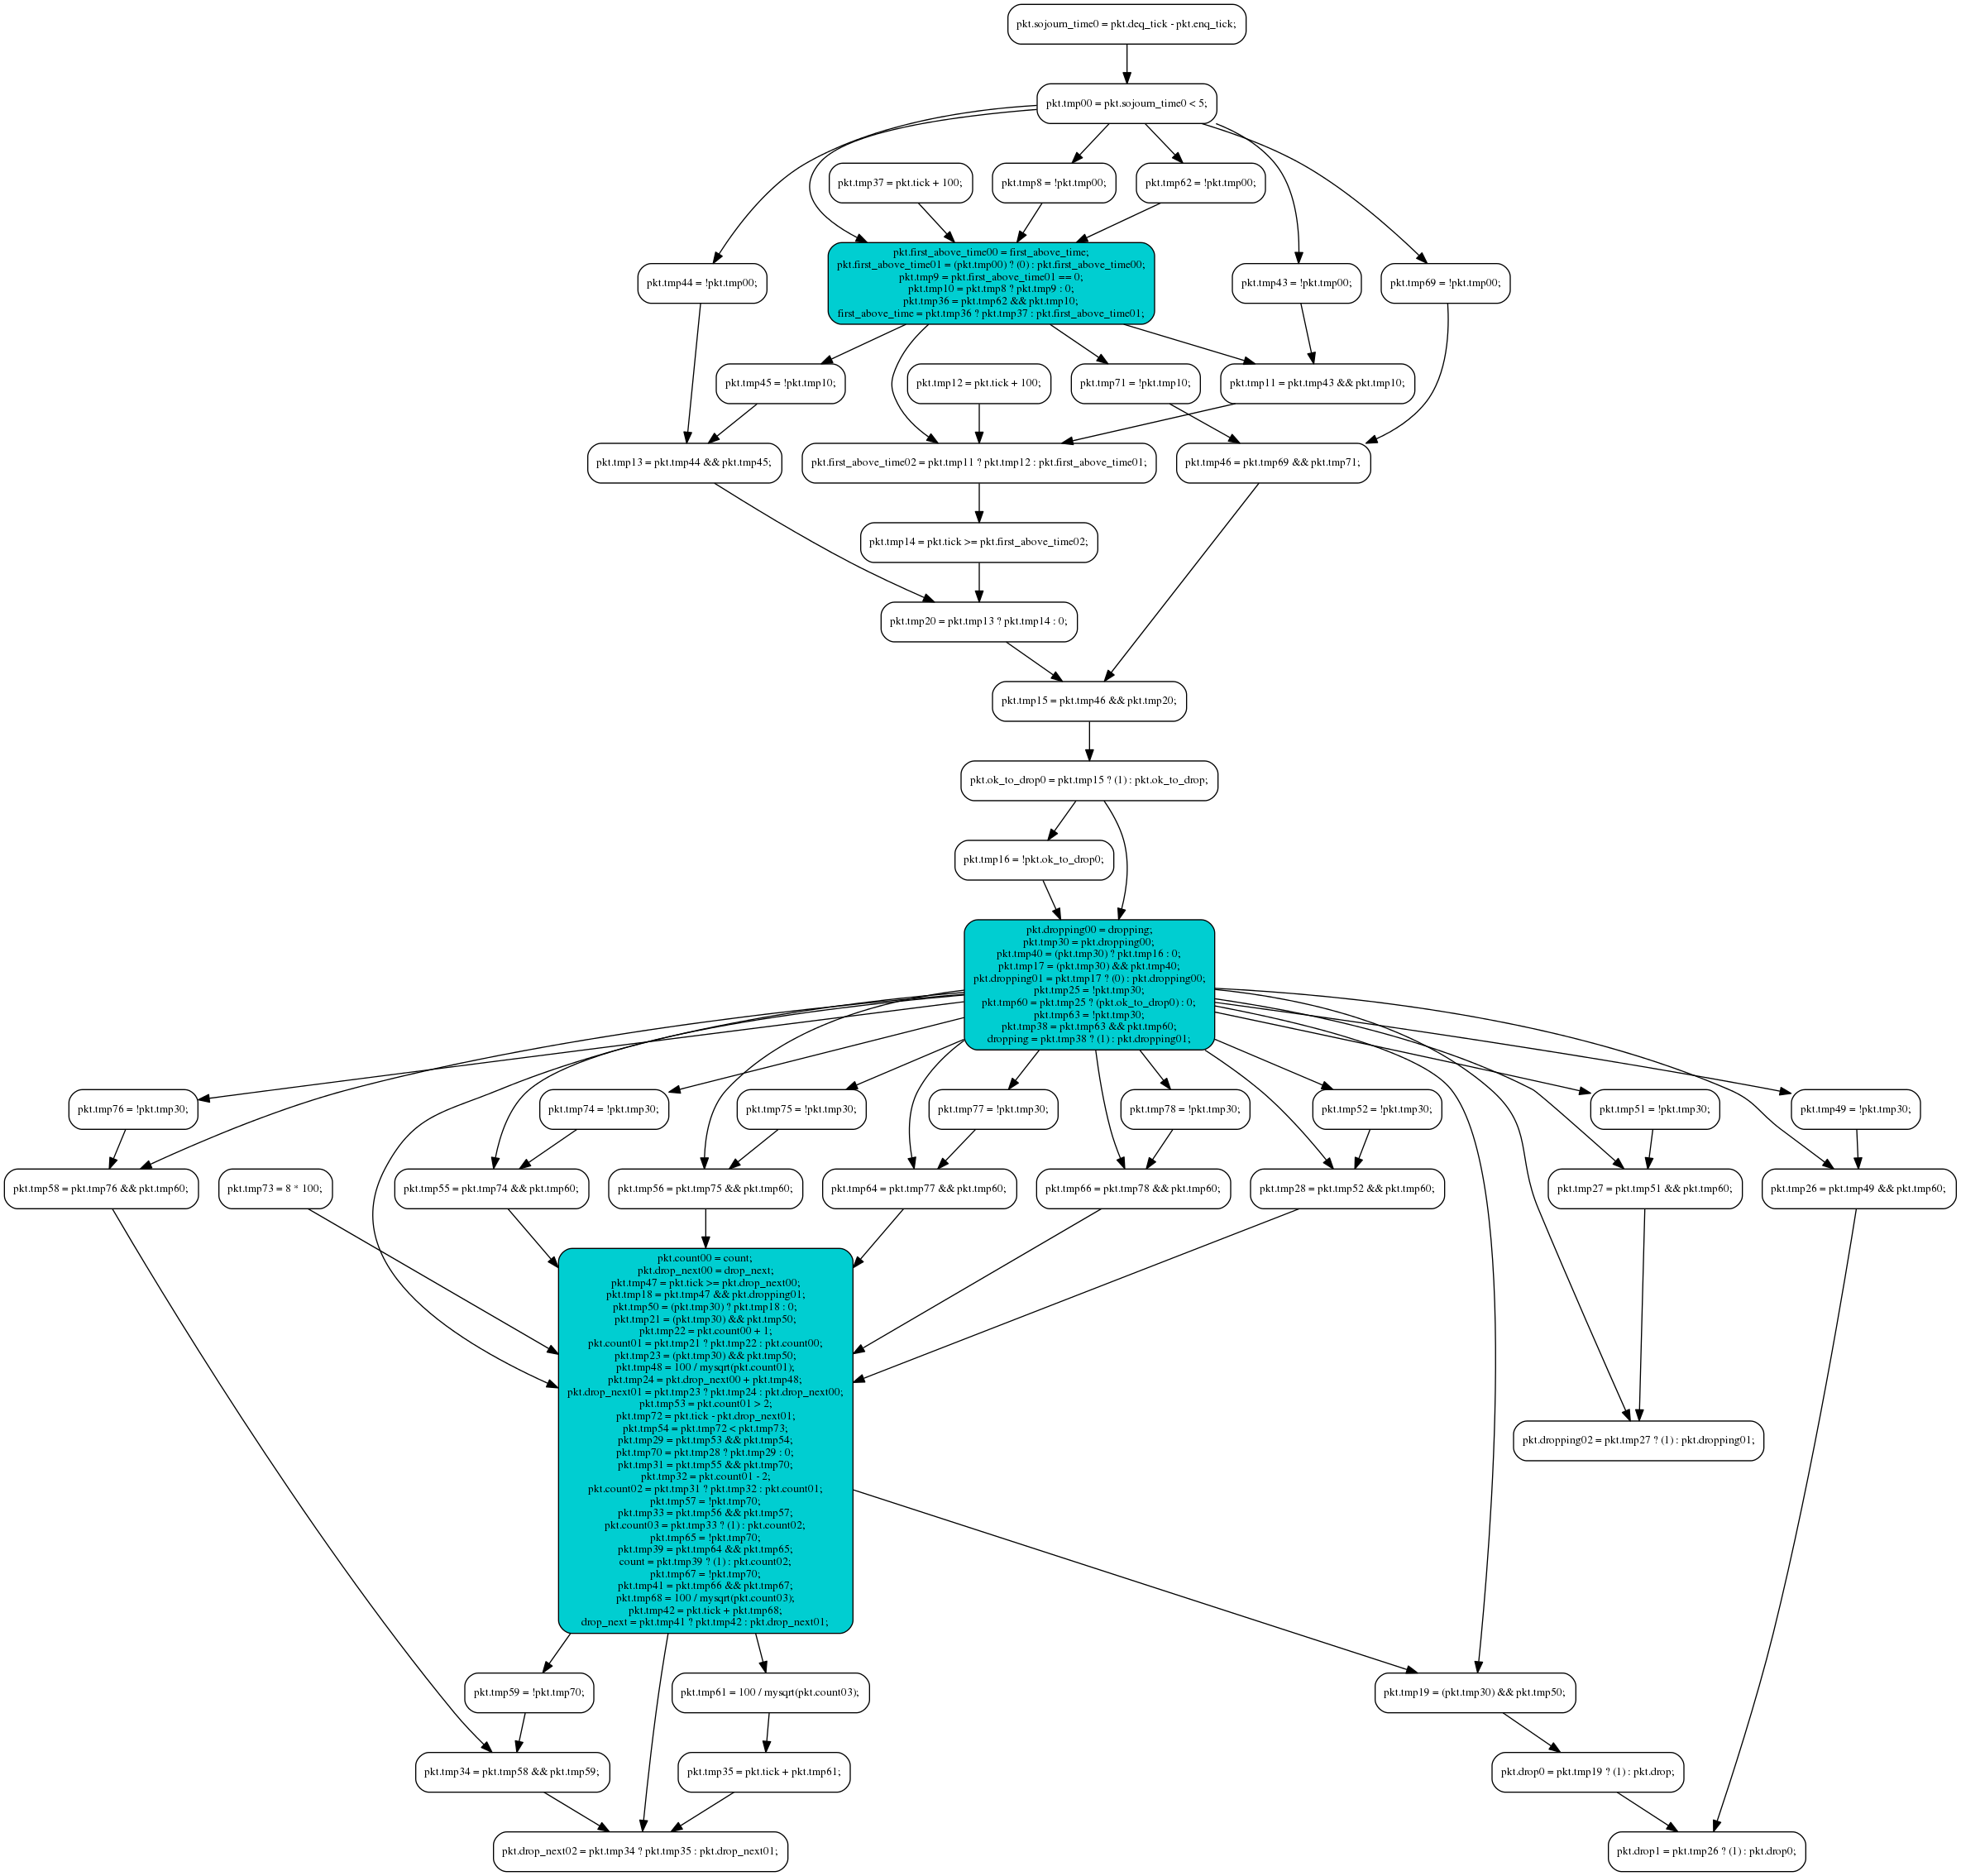 pkt.sojourn_time0 = pkt.deq_tick - pkt.enq_tick;
pkt.tmp00 = pkt.sojourn_time0 < 5;
pkt.tmp37 = pkt.tick + 100;
pkt.tmp8 = !pkt.tmp00;
pkt.tmp62 = !pkt.tmp00;
pkt.tmp44 = !pkt.tmp00;
pkt.first_above_time00 = first_above_time;
pkt.first_above_time01 = (pkt.tmp00) ? (0) : pkt.first_above_time00;
pkt.tmp9 = pkt.first_above_time01 == 0;
pkt.tmp10 = pkt.tmp8 ? pkt.tmp9 : 0;
pkt.tmp36 = pkt.tmp62 && pkt.tmp10;
first_above_time = pkt.tmp36 ? pkt.tmp37 : pkt.first_above_time01;
pkt.tmp43 = !pkt.tmp00;
pkt.tmp69 = !pkt.tmp00;
pkt.tmp45 = !pkt.tmp10;
pkt.tmp12 = pkt.tick + 100;
pkt.tmp71 = !pkt.tmp10;
pkt.tmp11 = pkt.tmp43 && pkt.tmp10;
pkt.tmp13 = pkt.tmp44 && pkt.tmp45;
pkt.first_above_time02 = pkt.tmp11 ? pkt.tmp12 : pkt.first_above_time01;
pkt.tmp46 = pkt.tmp69 && pkt.tmp71;
pkt.tmp14 = pkt.tick >= pkt.first_above_time02;
pkt.tmp20 = pkt.tmp13 ? pkt.tmp14 : 0;
pkt.tmp15 = pkt.tmp46 && pkt.tmp20;
pkt.ok_to_drop0 = pkt.tmp15 ? (1) : pkt.ok_to_drop;
pkt.tmp16 = !pkt.ok_to_drop0;
pkt.dropping00 = dropping;
pkt.tmp30 = pkt.dropping00;
pkt.tmp40 = (pkt.tmp30) ? pkt.tmp16 : 0;
pkt.tmp17 = (pkt.tmp30) && pkt.tmp40;
pkt.dropping01 = pkt.tmp17 ? (0) : pkt.dropping00;
pkt.tmp25 = !pkt.tmp30;
pkt.tmp60 = pkt.tmp25 ? (pkt.ok_to_drop0) : 0;
pkt.tmp63 = !pkt.tmp30;
pkt.tmp38 = pkt.tmp63 && pkt.tmp60;
dropping = pkt.tmp38 ? (1) : pkt.dropping01;
pkt.tmp76 = !pkt.tmp30;
pkt.tmp74 = !pkt.tmp30;
pkt.tmp75 = !pkt.tmp30;
pkt.tmp77 = !pkt.tmp30;
pkt.tmp78 = !pkt.tmp30;
pkt.tmp52 = !pkt.tmp30;
pkt.tmp51 = !pkt.tmp30;
pkt.tmp49 = !pkt.tmp30;
pkt.tmp58 = pkt.tmp76 && pkt.tmp60;
pkt.tmp73 = 8 * 100;
pkt.tmp55 = pkt.tmp74 && pkt.tmp60;
pkt.tmp56 = pkt.tmp75 && pkt.tmp60;
pkt.tmp64 = pkt.tmp77 && pkt.tmp60;
pkt.tmp66 = pkt.tmp78 && pkt.tmp60;
pkt.tmp28 = pkt.tmp52 && pkt.tmp60;
pkt.tmp27 = pkt.tmp51 && pkt.tmp60;
pkt.tmp26 = pkt.tmp49 && pkt.tmp60;
pkt.count00 = count;
pkt.drop_next00 = drop_next;
pkt.tmp47 = pkt.tick >= pkt.drop_next00;
pkt.tmp18 = pkt.tmp47 && pkt.dropping01;
pkt.tmp50 = (pkt.tmp30) ? pkt.tmp18 : 0;
pkt.tmp21 = (pkt.tmp30) && pkt.tmp50;
pkt.tmp22 = pkt.count00 + 1;
pkt.count01 = pkt.tmp21 ? pkt.tmp22 : pkt.count00;
pkt.tmp23 = (pkt.tmp30) && pkt.tmp50;
pkt.tmp48 = 100 / mysqrt(pkt.count01);
pkt.tmp24 = pkt.drop_next00 + pkt.tmp48;
pkt.drop_next01 = pkt.tmp23 ? pkt.tmp24 : pkt.drop_next00;
pkt.tmp53 = pkt.count01 > 2;
pkt.tmp72 = pkt.tick - pkt.drop_next01;
pkt.tmp54 = pkt.tmp72 < pkt.tmp73;
pkt.tmp29 = pkt.tmp53 && pkt.tmp54;
pkt.tmp70 = pkt.tmp28 ? pkt.tmp29 : 0;
pkt.tmp31 = pkt.tmp55 && pkt.tmp70;
pkt.tmp32 = pkt.count01 - 2;
pkt.count02 = pkt.tmp31 ? pkt.tmp32 : pkt.count01;
pkt.tmp57 = !pkt.tmp70;
pkt.tmp33 = pkt.tmp56 && pkt.tmp57;
pkt.count03 = pkt.tmp33 ? (1) : pkt.count02;
pkt.tmp65 = !pkt.tmp70;
pkt.tmp39 = pkt.tmp64 && pkt.tmp65;
count = pkt.tmp39 ? (1) : pkt.count02;
pkt.tmp67 = !pkt.tmp70;
pkt.tmp41 = pkt.tmp66 && pkt.tmp67;
pkt.tmp68 = 100 / mysqrt(pkt.count03);
pkt.tmp42 = pkt.tick + pkt.tmp68;
drop_next = pkt.tmp41 ? pkt.tmp42 : pkt.drop_next01;
pkt.dropping02 = pkt.tmp27 ? (1) : pkt.dropping01;
pkt.tmp59 = !pkt.tmp70;
pkt.tmp61 = 100 / mysqrt(pkt.count03);
pkt.tmp19 = (pkt.tmp30) && pkt.tmp50;
pkt.tmp34 = pkt.tmp58 && pkt.tmp59;
pkt.tmp35 = pkt.tick + pkt.tmp61;
pkt.drop0 = pkt.tmp19 ? (1) : pkt.drop;
pkt.drop_next02 = pkt.tmp34 ? pkt.tmp35 : pkt.drop_next01;
pkt.drop1 = pkt.tmp26 ? (1) : pkt.drop0;